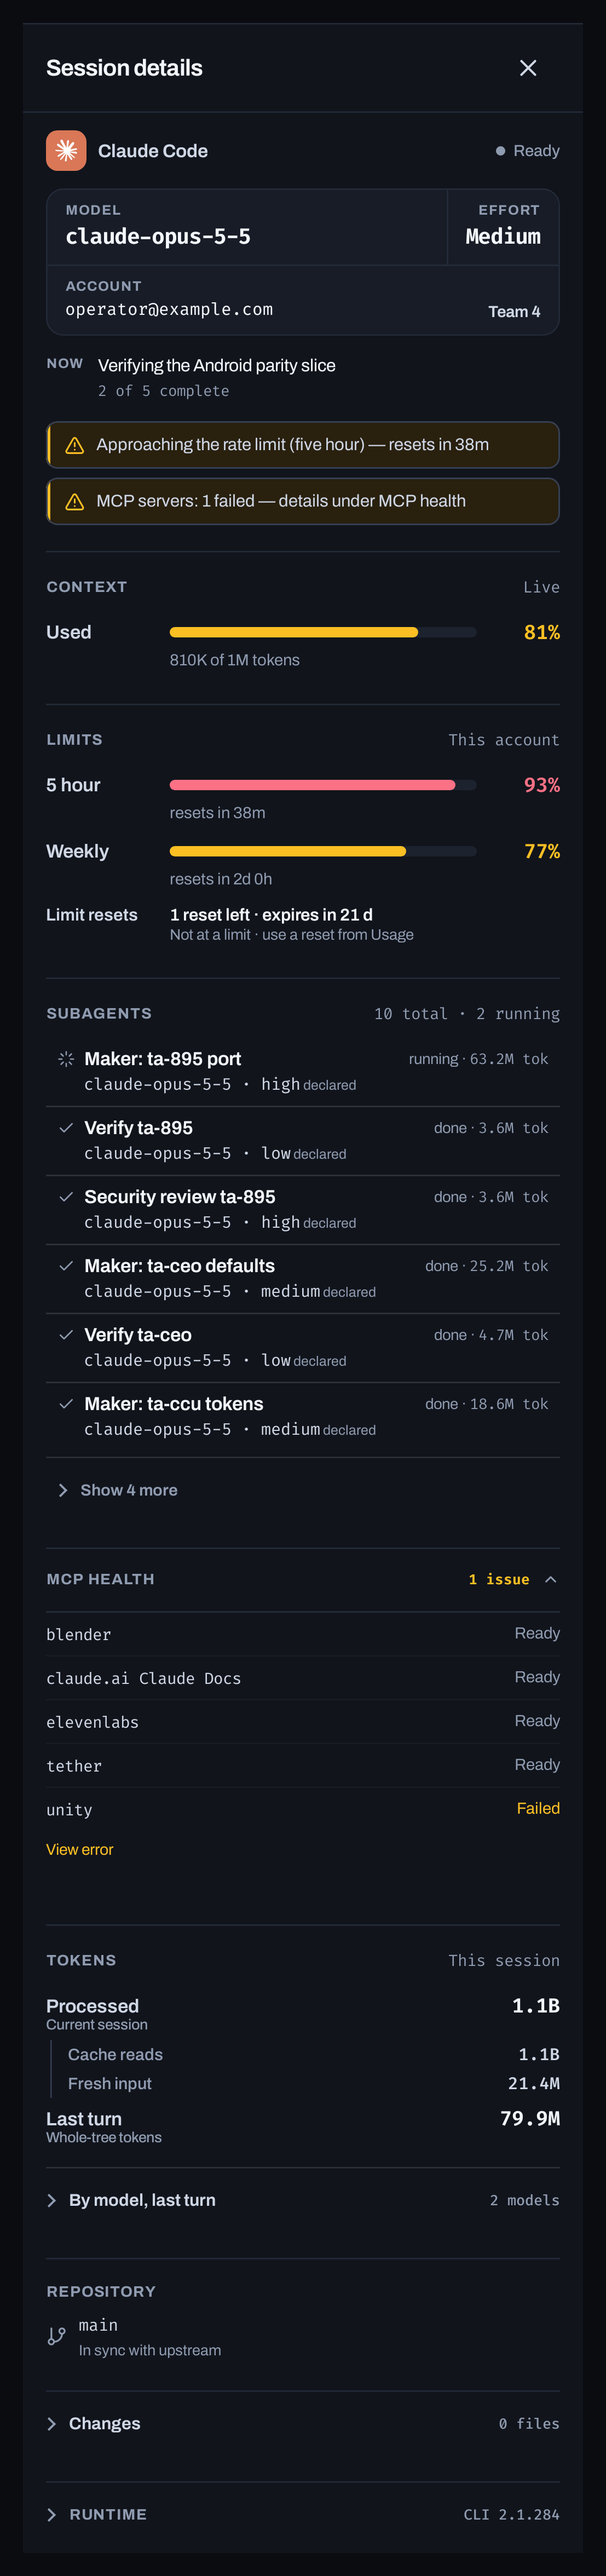 Session details
Claude Code
Ready
MODEL
EFFORT
claude-opus-5-5
Medium
ACCOUNT
operator@example.com
Team 4
NOW
Verifying the Android parity slice
2 of 5 complete
Approaching the rate limit (five hour) — resets in 38m
MCP servers: 1 failed — details under MCP health
CONTEXT
Live
Used
81%
810K of 1M tokens
LIMITS
This account
5 hour
93%
resets in 38m
Weekly
77%
resets in 2d 0h
Limit resets
1 reset left · expires in 21 d
Not at a limit · use a reset from Usage
SUBAGENTS
10 total · 2 running
Maker: ta-895 port
running · 63.2M tok
claude-opus-5-5 · high declared
Verify ta-895
done · 3.6M tok
claude-opus-5-5 · low declared
Security review ta-895
done · 3.6M tok
claude-opus-5-5 · high declared
Maker: ta-ceo defaults
done · 25.2M tok
claude-opus-5-5 · medium declared
Verify ta-ceo
done · 4.7M tok
claude-opus-5-5 · low declared
Maker: ta-ccu tokens
done · 18.6M tok
claude-opus-5-5 · medium declared
Show 4 more
MCP HEALTH
1 issue
blender
Ready
claude.ai Claude Docs
Ready
elevenlabs
Ready
tether
Ready
unity
Failed
View error
TOKENS
This session
Processed
1.1B
Current session
Cache reads
1.1B
Fresh input
21.4M
Last turn
79.9M
Whole-tree tokens
By model, last turn
2 models
REPOSITORY
main
In sync with upstream
Changes
0 files
RUNTIME
CLI 2.1.284